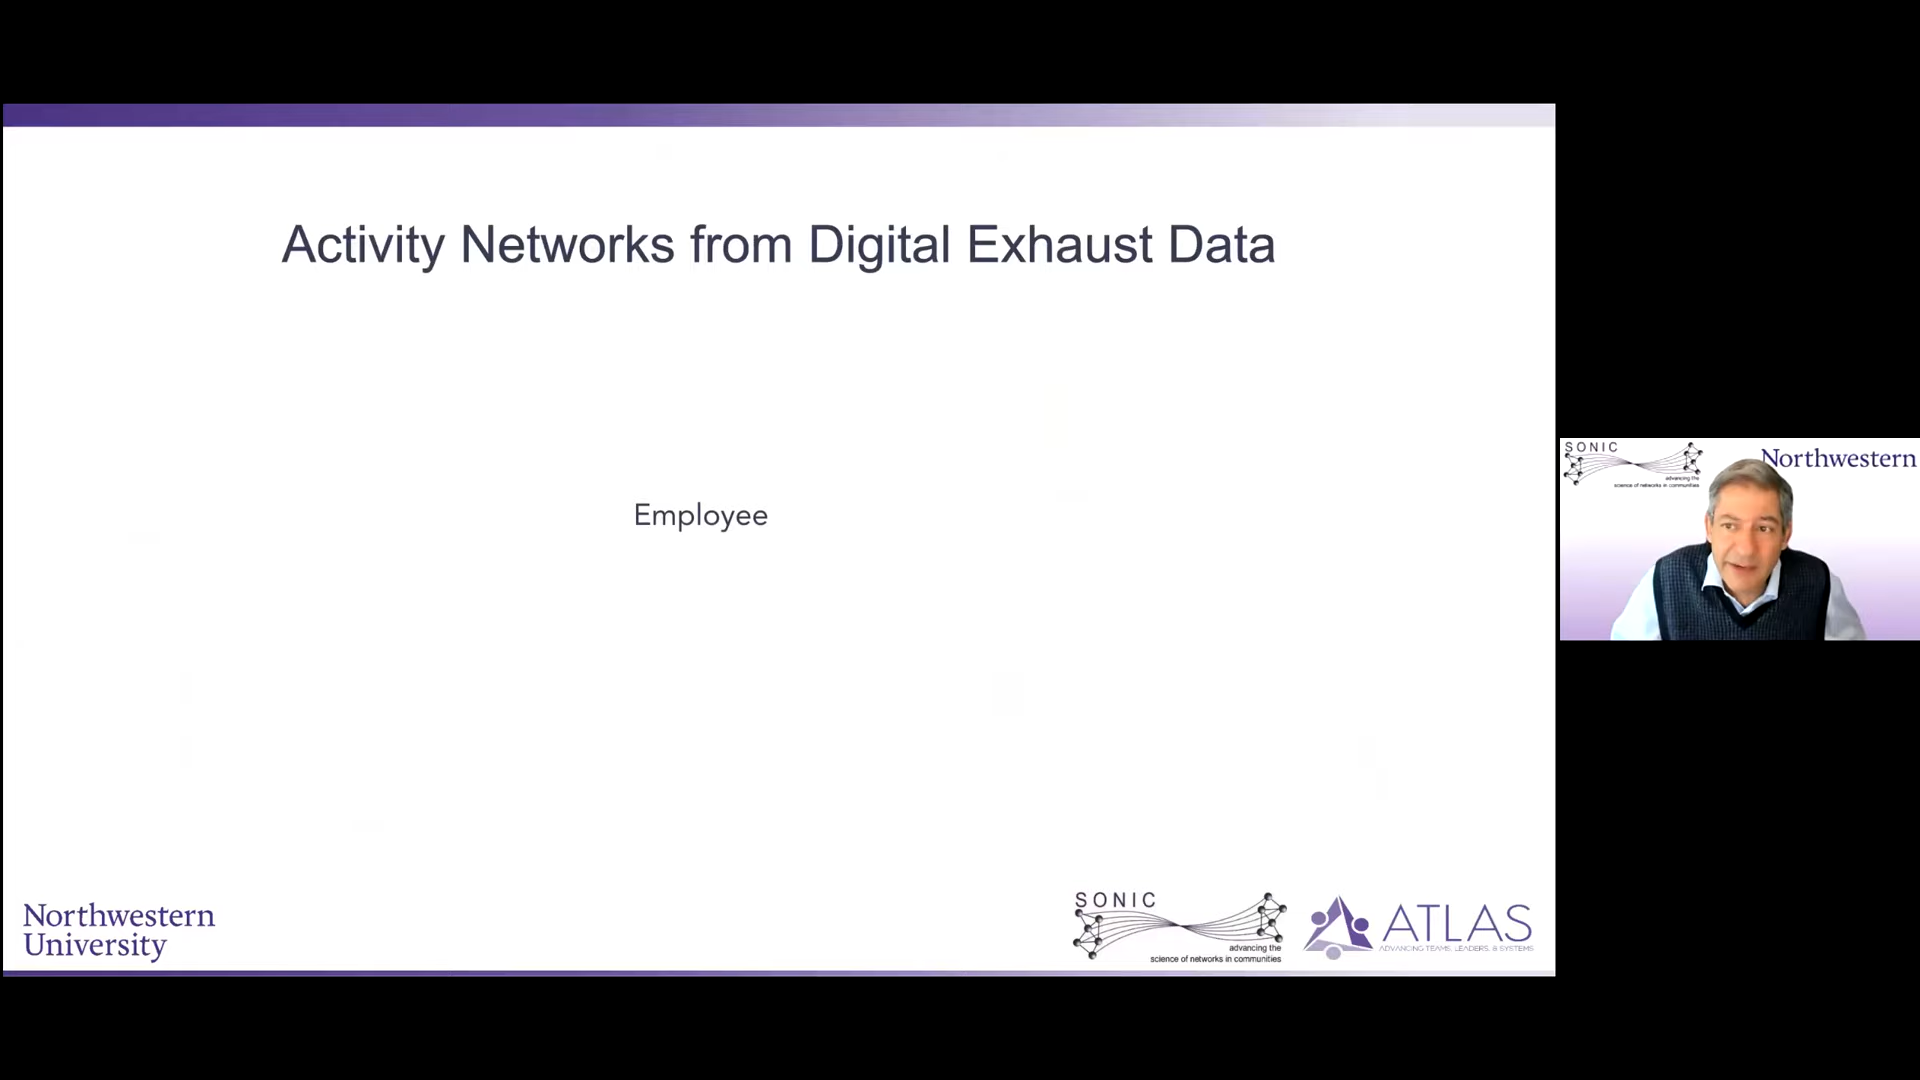 Activity Networks from Digital Exhaust Data
Employee
Northwestern
University
SONIC
advancing the
science of networks in communities
ATLAS
ADVANCING TEAMS, LEADERS, & SYSTEMS
SONIC
advancing the
science of networks in communities
Northwestern